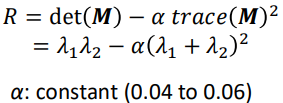 R = det(M) − α trace(M)²
= λ₁λ₂ − α(λ₁ + λ₂)²
α: constant (0.04 to 0.06)